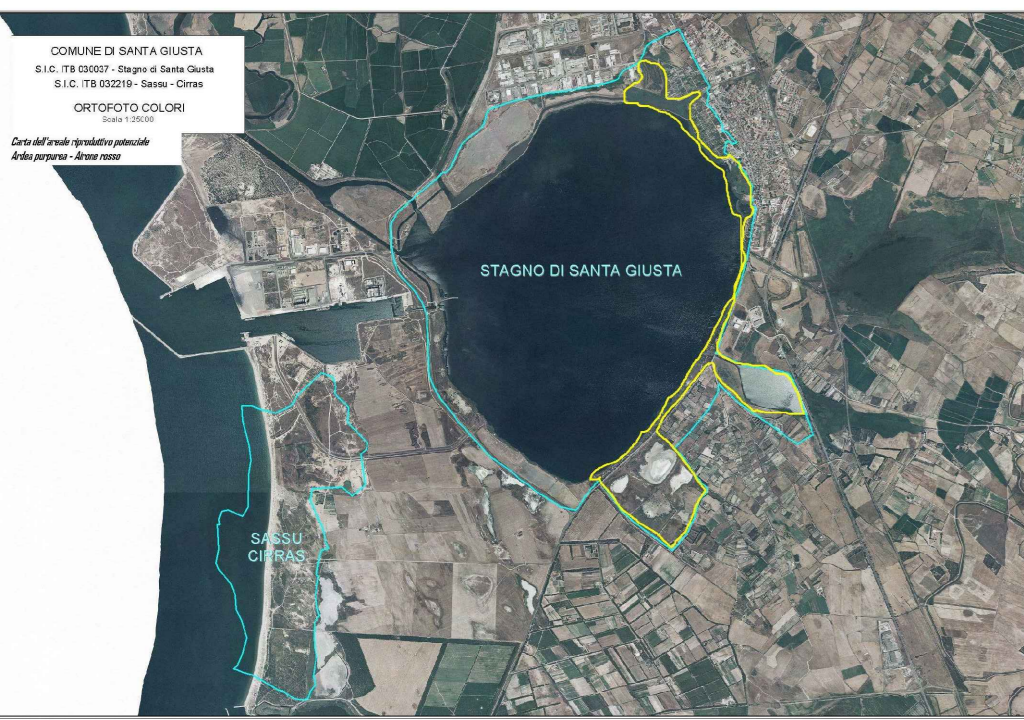 COMUNE DI SANTA GIUSTA
S.I.C. ITB 030037 - Stagno di Santa Giusta
S.I.C. ITB 032219 - Sassu - Cirras
ORTOFOTO COLORI
Scala 1:25000
Carta dell'areale riproduttivo potenziale
Ardea purpurea - Airone rosso
STAGNO DI SANTA GIUSTA
SASSU
CIRRAS